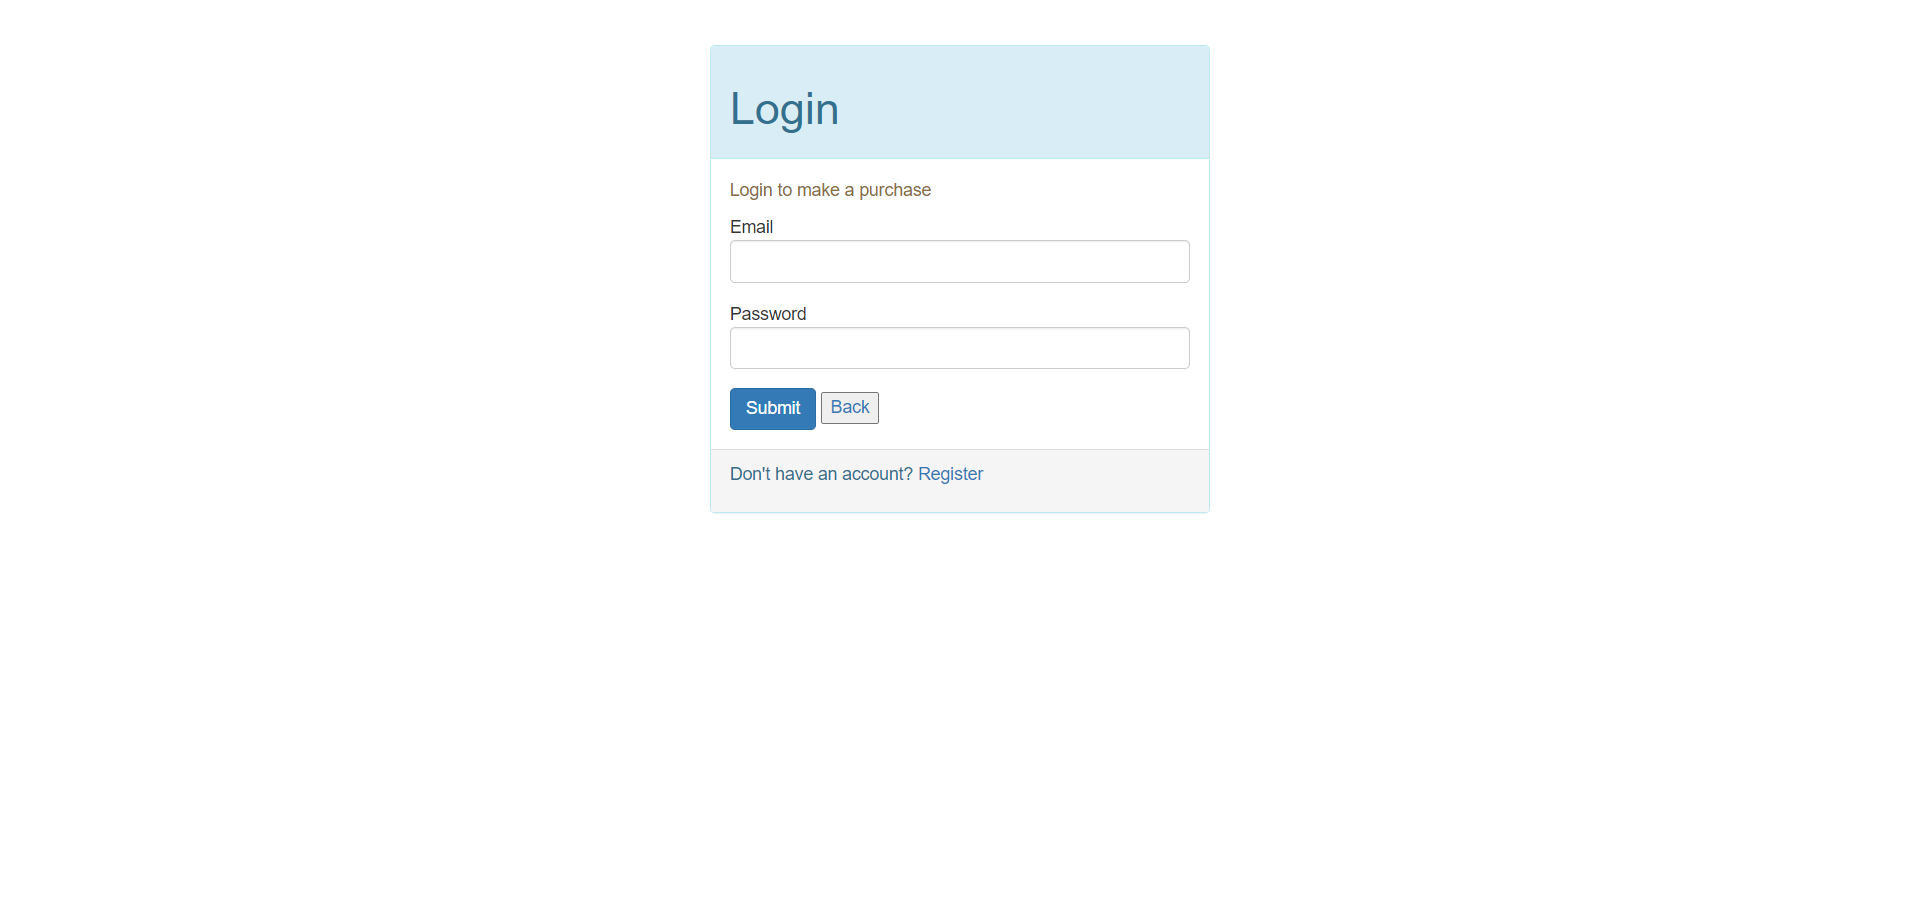 Login
Login to make a purchase
Email
Password
Submit Back
Don't have an account? Register